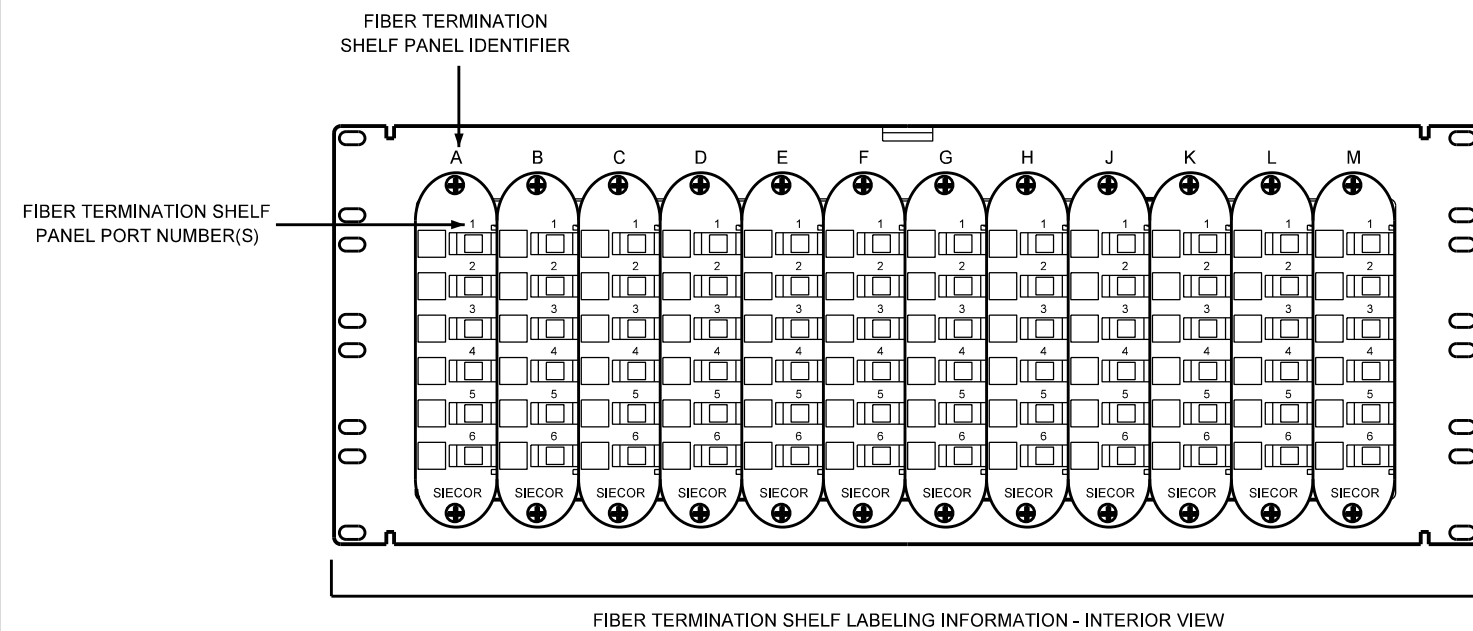 FIBER TERMINATION
SHELF PANEL IDENTIFIER
A B C D E F G H J K L M
FIBER TERMINATION SHELF
PANEL PORT NUMBER(S)
1 1 1 1 1 1 1 1 1 1 1 1
2 2 2 2 2 2 2 2 2 2 2 2
3 3 3 3 3 3 3 3 3 3 3 3
4 4 4 4 4 4 4 4 4 4 4 4
5 5 5 5 5 5 5 5 5 5 5 5
6 6 6 6 6 6 6 6 6 6 6 6
SIECOR SIECOR SIECOR SIECOR SIECOR SIECOR SIECOR SIECOR SIECOR SIECOR SIECOR SIECOR
FIBER TERMINATION SHELF LABELING INFORMATION - INTERIOR VIEW